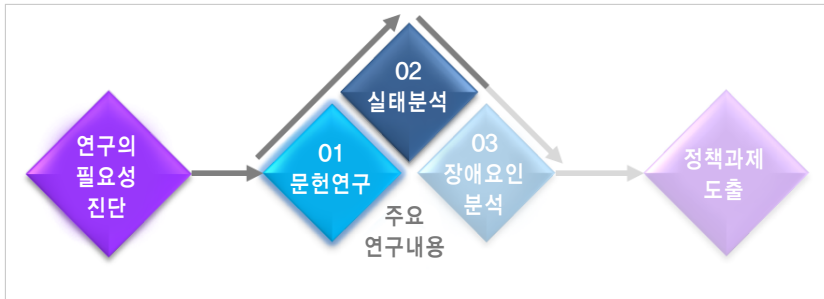 연구의
필요성
진단
01
문헌연구
02
실태분석
03
장애요인
분석
주요
연구내용
정책과제
도출